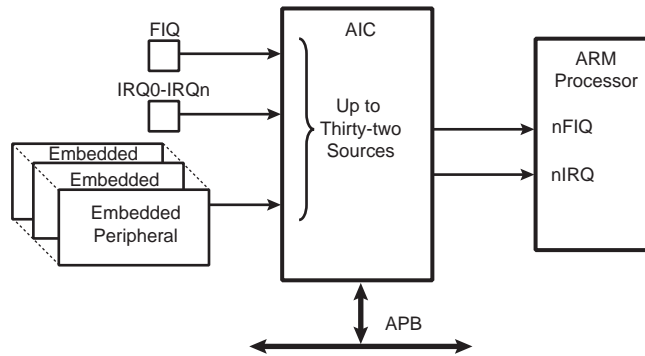 FIQ
IRQ0-IRQn
Embedded
Embedded
Embedded
Peripheral
AIC
Up to
Thirty-two
Sources
ARM
Processor
nFIQ
nIRQ
APB